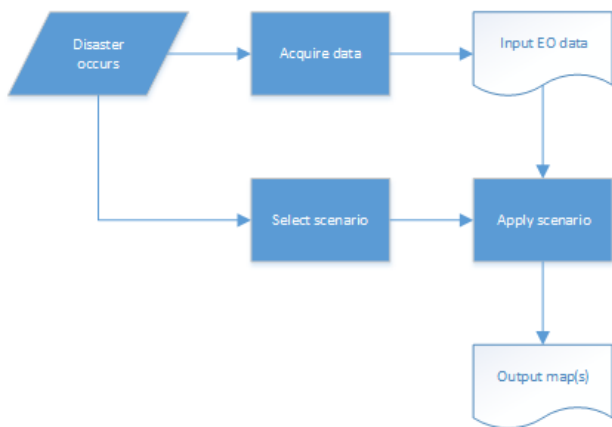 Disaster
occurs
Acquire data
Input EO data
Select scenario
Apply scenario
Output map(s)